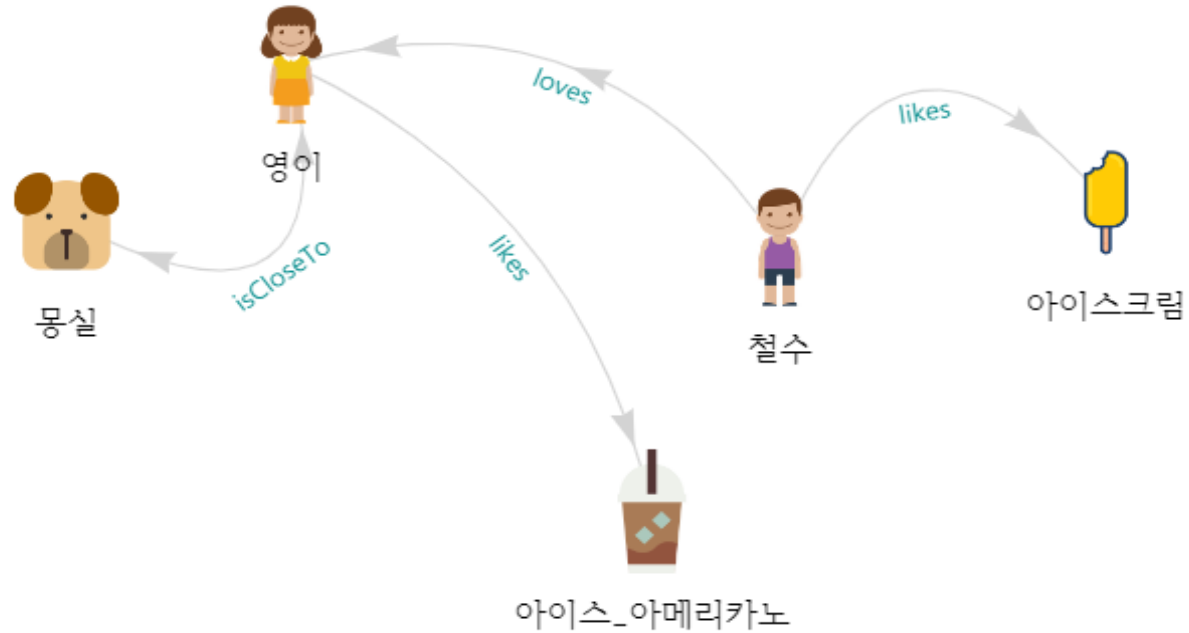 loves
likes
영이
likes
isCloseTo
몽실
아이스크림
철수
아이스_아메리카노